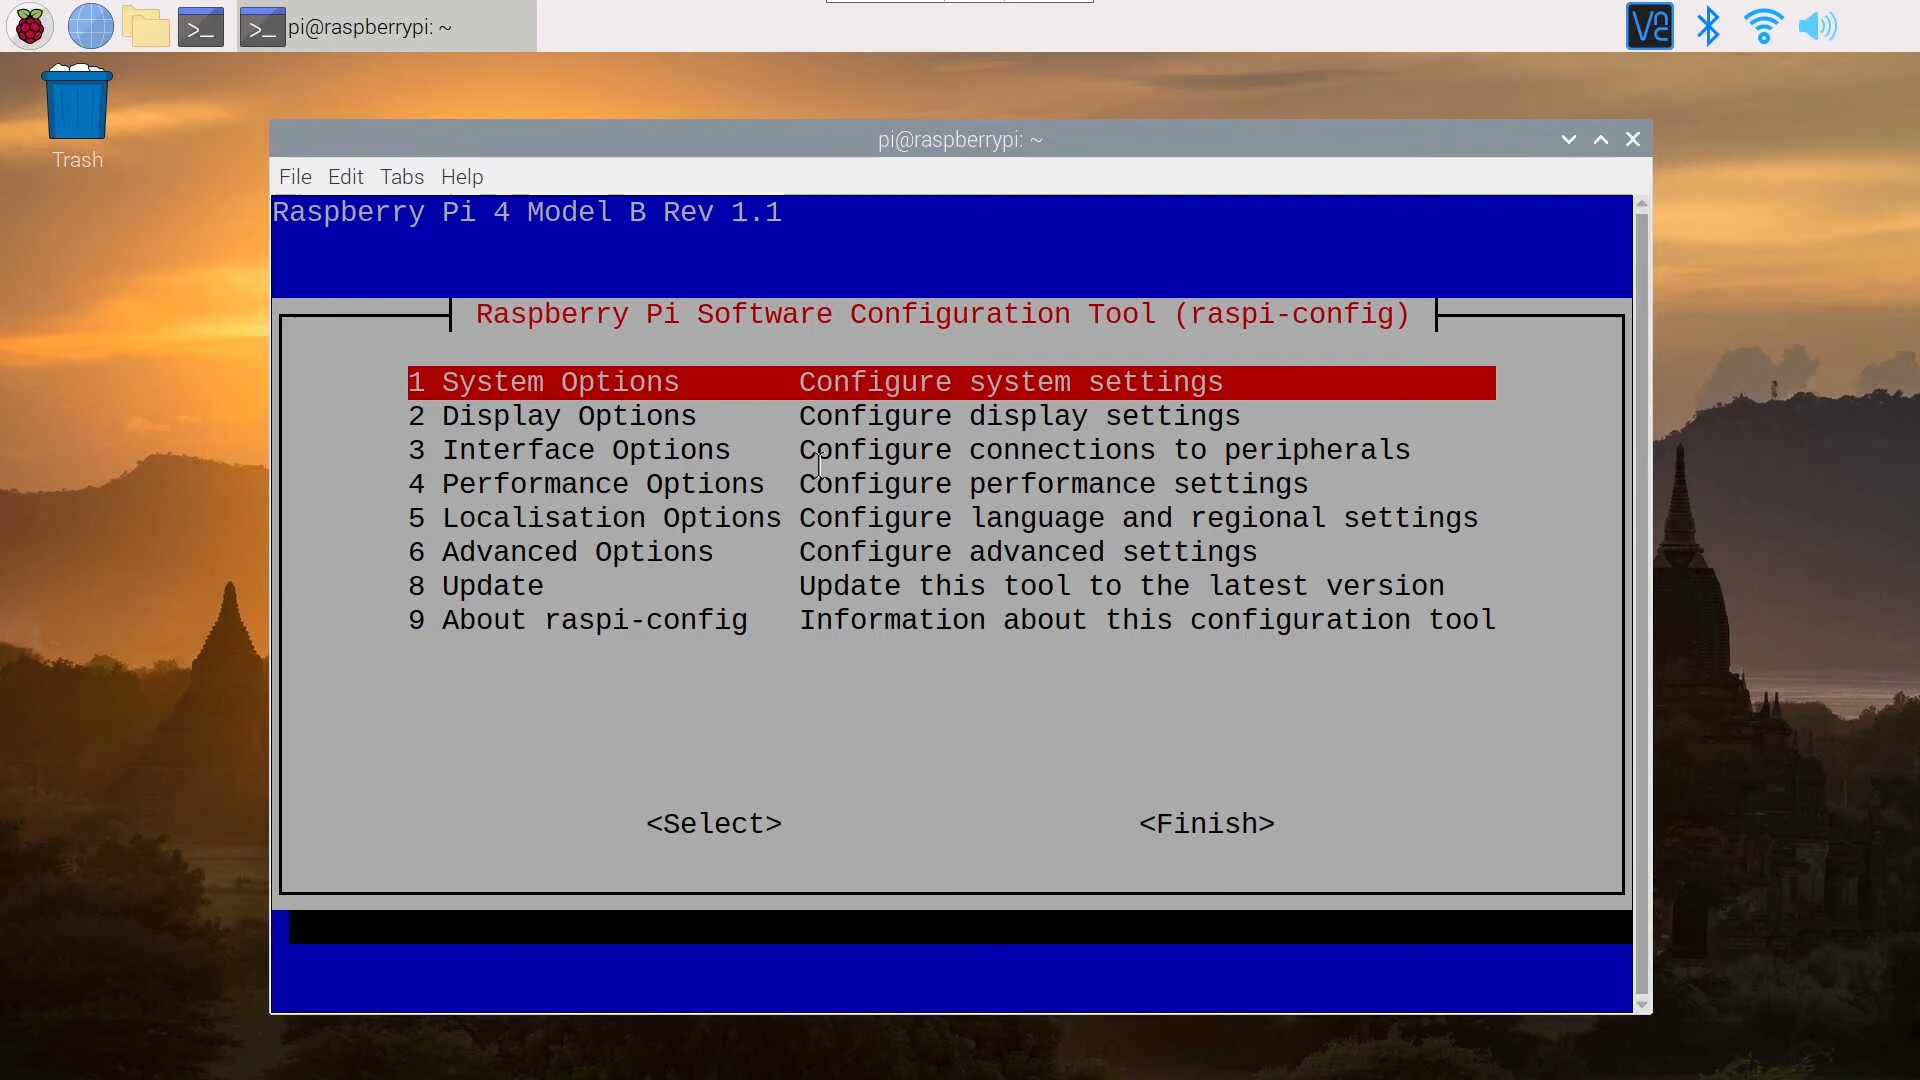 pi@raspberrypi: ~
Trash
pi@raspberrypi: ~
File Edit Tabs Help
Raspberry Pi 4 Model B Rev 1.1
Raspberry Pi Software Configuration Tool (raspi-config)
1 System Options Configure system settings
2 Display Options Configure display settings
3 Interface Options Configure connections to peripherals
4 Performance Options Configure performance settings
5 Localisation Options Configure language and regional settings
6 Advanced Options Configure advanced settings
8 Update Update this tool to the latest version
9 About raspi-config Information about this configuration tool
<Select> <Finish>